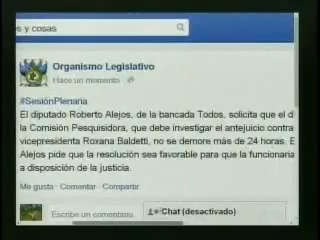 s y cosas
Organismo Legislativo
Hace un momento
#SesiónPlenaria
El diputado Roberto Alejos, de la bancada Todos, solicita que el d
la Comisión Pesquisidora, que debe investigar el antejuicio contra
vicepresidenta Roxana Baldetti, no se demore más de 24 horas. E
Alejos pide que la resolución sea favorable para que la funcionaria
a disposición de la justicia.
Me gusta · Comentar · Compartir
Escribe un comentario.
Chat (desactivado)